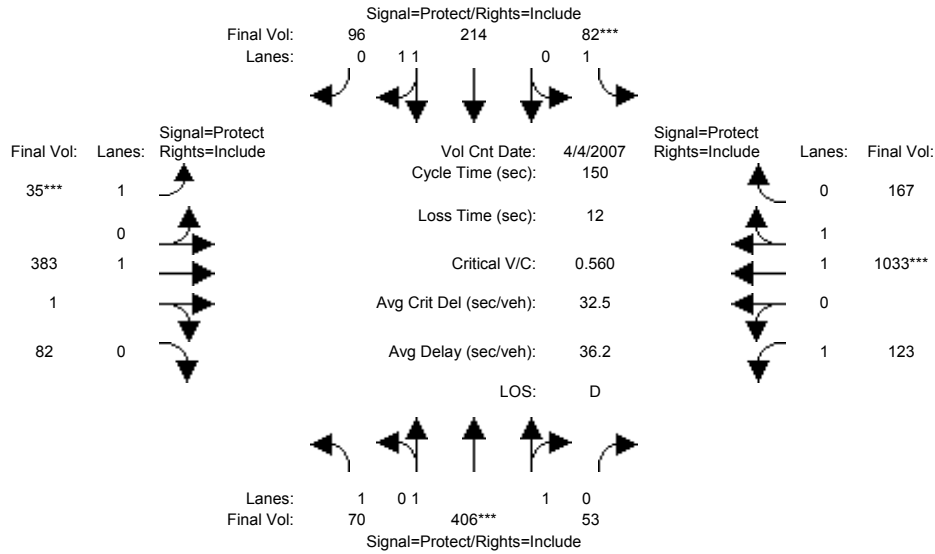 Signal=Protect/Rights=Include
Final Vol: 96 214 82***
Lanes: 0 1 1 0 1
Signal=Protect Signal=Protect
Final Vol: Lanes: Rights=Include Vol Cnt Date: 4/4/2007 Rights=Include Lanes: Final Vol:
Cycle Time (sec): 150
35*** 1 0 167
Loss Time (sec): 12
0 1
383 1 Critical V/C: 0.560 1 1033***
1 Avg Crit Del (sec/veh): 32.5 0
82 0 Avg Delay (sec/veh): 36.2 1 123
LOS: D
Lanes: 1 0 1 1 0
Final Vol: 70 406*** 53
Signal=Protect/Rights=Include